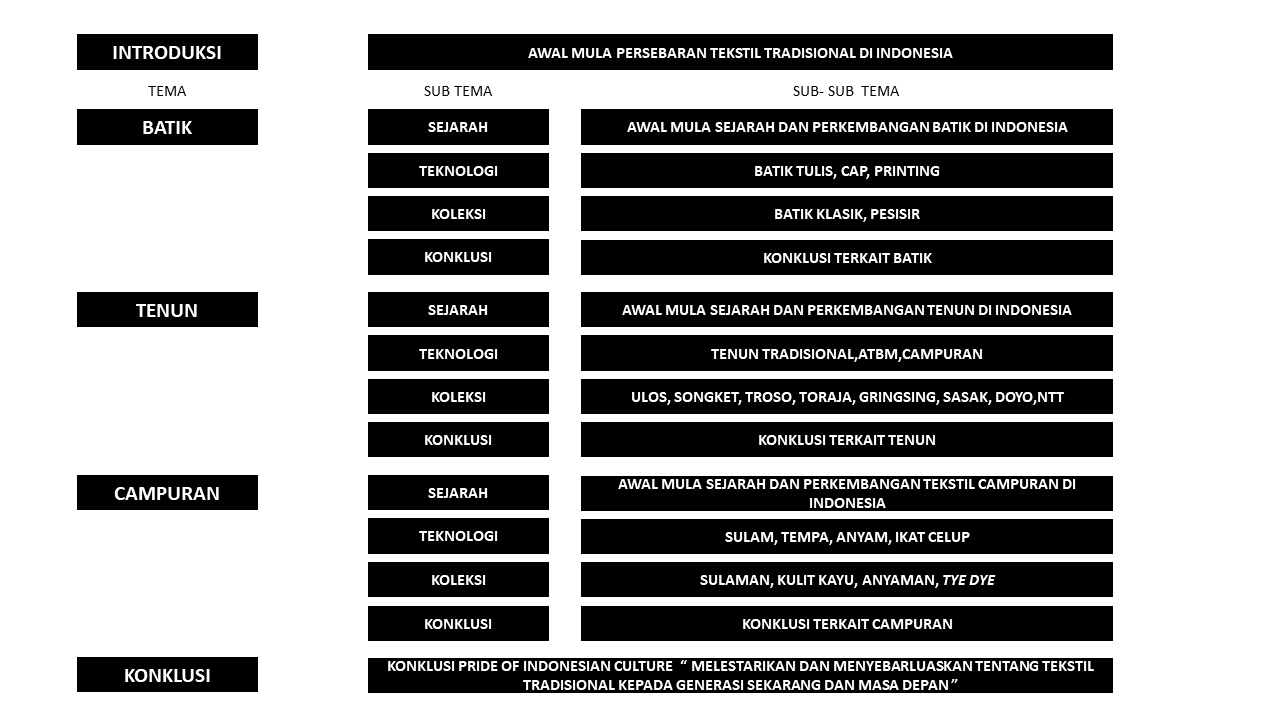 INTRODUKSI
AWAL MULA PERSEBARAN TEKSTIL TRADISIONAL DI INDONESIA
TEMA
SUB TEMA
SUB- SUB  TEMA
BATIK
SEJARAH
AWAL MULA SEJARAH DAN PERKEMBANGAN BATIK DI INDONESIA
TEKNOLOGI
BATIK TULIS, CAP, PRINTING
KOLEKSI
BATIK KLASIK, PESISIR
KONKLUSI
KONKLUSI TERKAIT BATIK
TENUN
SEJARAH
AWAL MULA SEJARAH DAN PERKEMBANGAN TENUN DI INDONESIA
TEKNOLOGI
TENUN TRADISIONAL,ATBM,CAMPURAN
KOLEKSI
ULOS, SONGKET, TROSO, TORAJA, GRINGSING, SASAK, DOYO,NTT
KONKLUSI
KONKLUSI TERKAIT TENUN
CAMPURAN
SEJARAH
AWAL MULA SEJARAH DAN PERKEMBANGAN TEKSTIL CAMPURAN DI
INDONESIA
TEKNOLOGI
SULAM, TEMPA, ANYAM, IKAT CELUP
KOLEKSI
SULAMAN, KULIT KAYU, ANYAMAN, TYE DYE
KONKLUSI
KONKLUSI TERKAIT CAMPURAN
KONKLUSI
KONKLUSI PRIDE OF INDONESIAN CULTURE  “ MELESTARIKAN DAN MENYEBARLUASKAN TENTANG TEKSTIL
TRADISIONAL KEPADA GENERASI SEKARANG DAN MASA DEPAN”